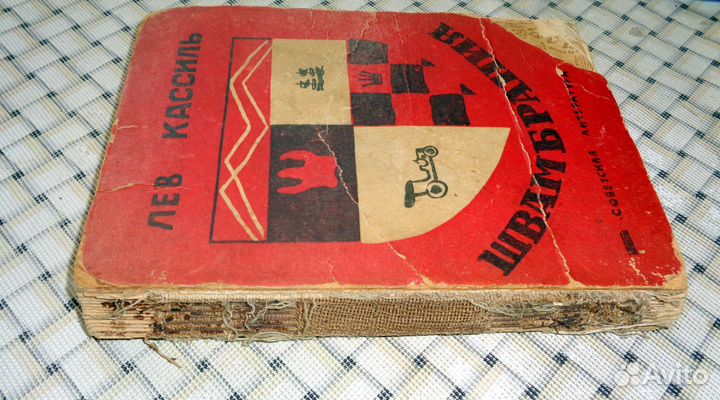 ЛЕВ КАССИЛЬ
ШВАМБРАНИЯ
СОВЕТСКАЯ ЛИТЕРАТУРА
Avito